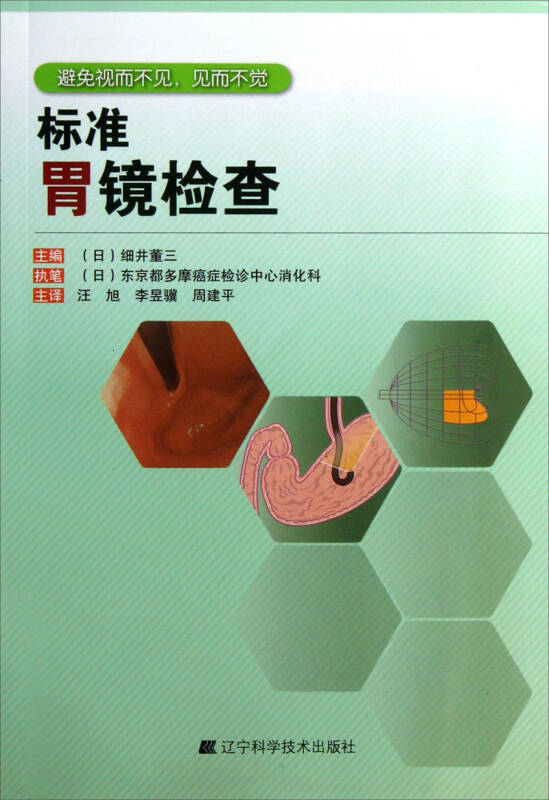 避免视而不见，见而不觉
标准
胃镜检查
主编 （日）细井董三
执笔 （日）东京都多摩癌症检诊中心消化科
主译 汪 旭 李昱骥 周建平
辽宁科学技术出版社